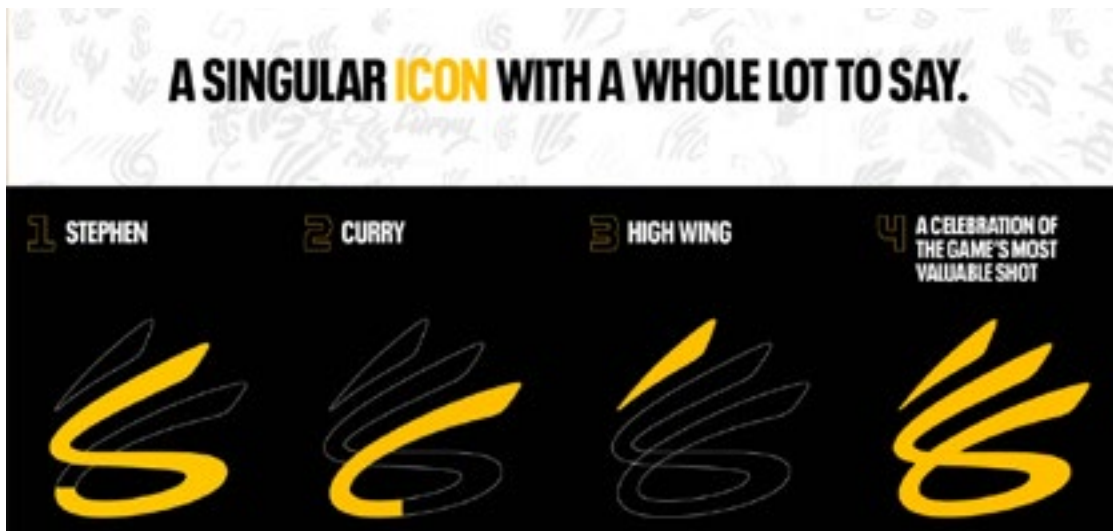 A SINGULAR ICON WITH A WHOLE LOT TO SAY.
1 STEPHEN
2 CURRY
3 HIGH WING
4 A CELEBRATION OF
THE GAME'S MOST
VALUABLE SHOT